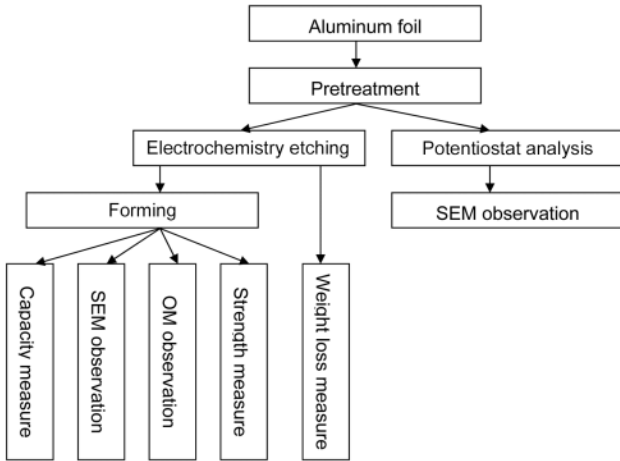 Aluminum foil
Pretreatment
Electrochemistry etching
Potentiostat analysis
Forming
SEM observation
Capacity measure
SEM observation
OM observation
Strength measure
Weight loss measure